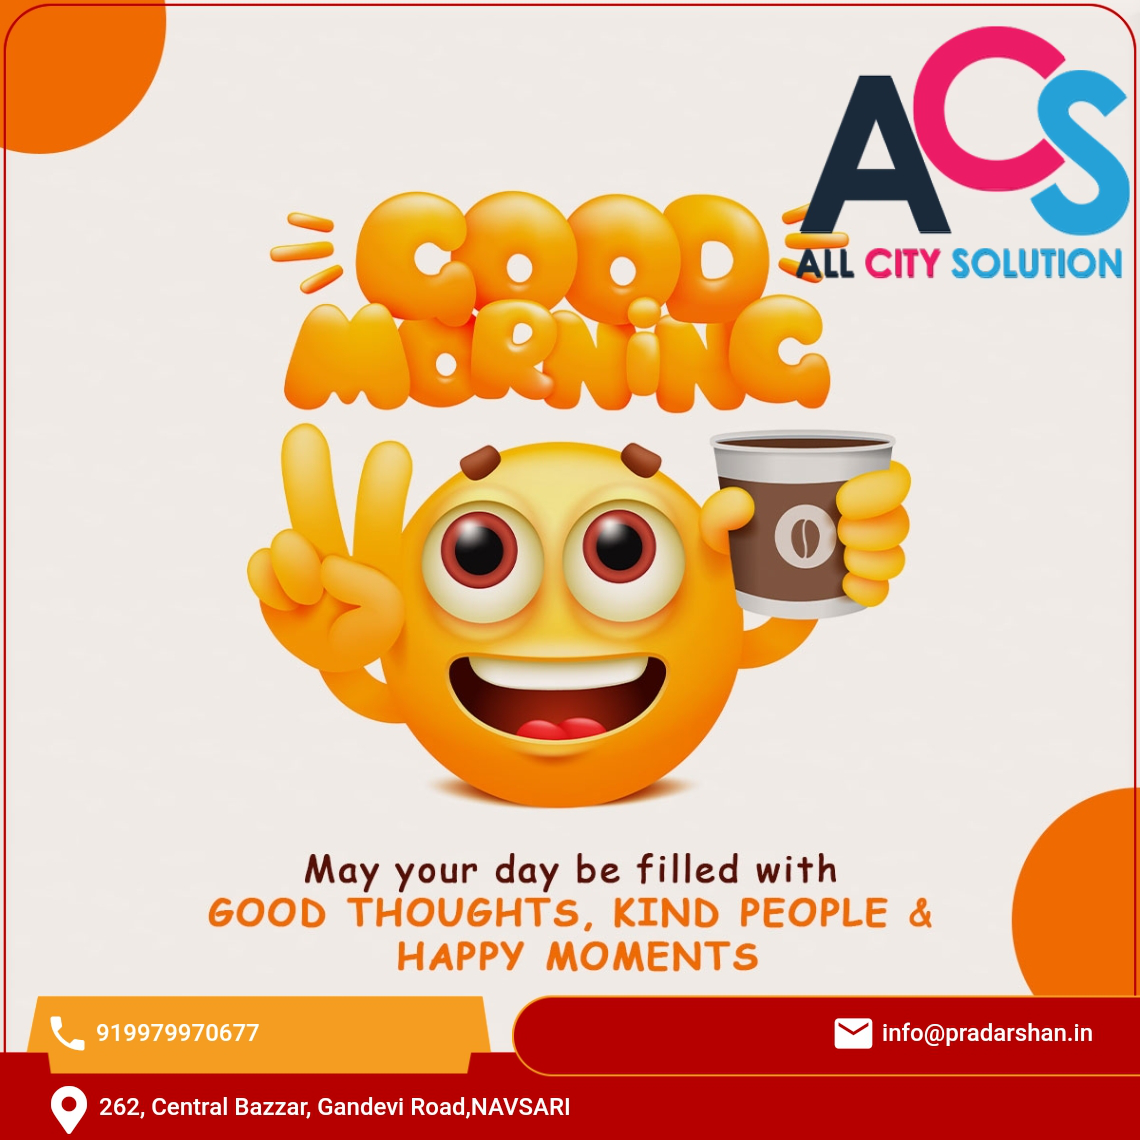 ACS
ALL CITY SOLUTION
GOOD
MORNiNG
May your day be filled with
GOOD THOUGHTS, KIND PEOPLE &
HAPPY MOMENTS
919979970677
info@pradarshan.in
262, Central Bazzar, Gandevi Road,NAVSARI